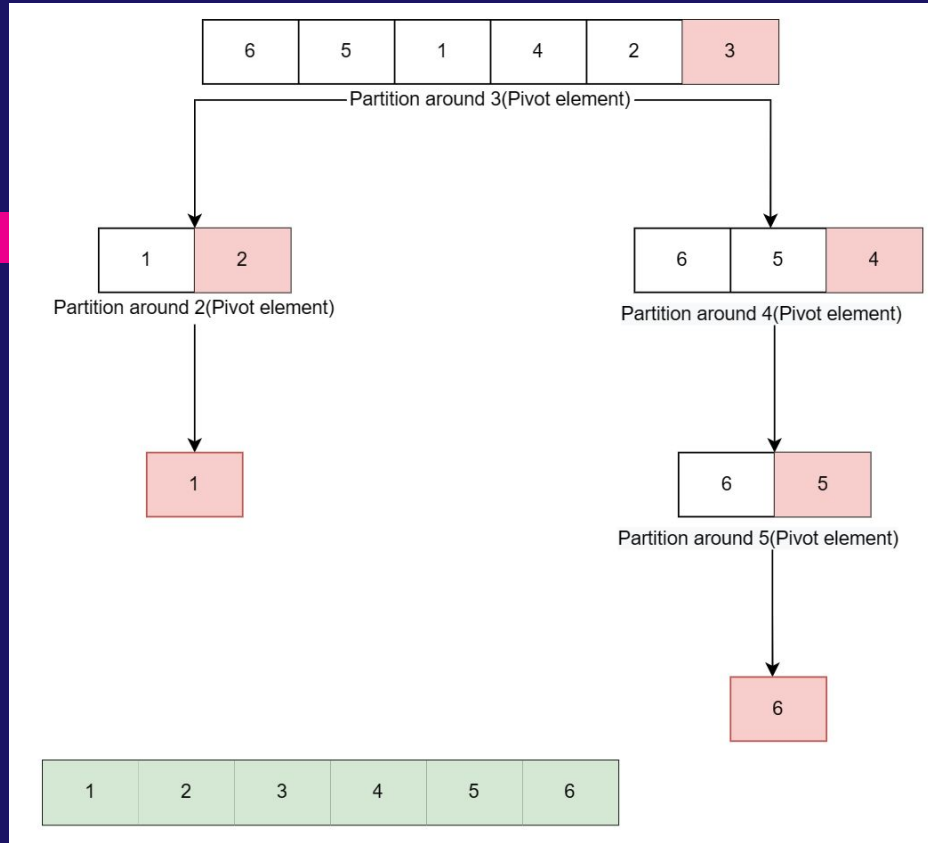 6 5 1 4 2 3
Partition around 3(Pivot element)
1 2
6 5 4
Partition around 2(Pivot element)
Partition around 4(Pivot element)
1
6 5
Partition around 5(Pivot element)
6
1 2 3 4 5 6